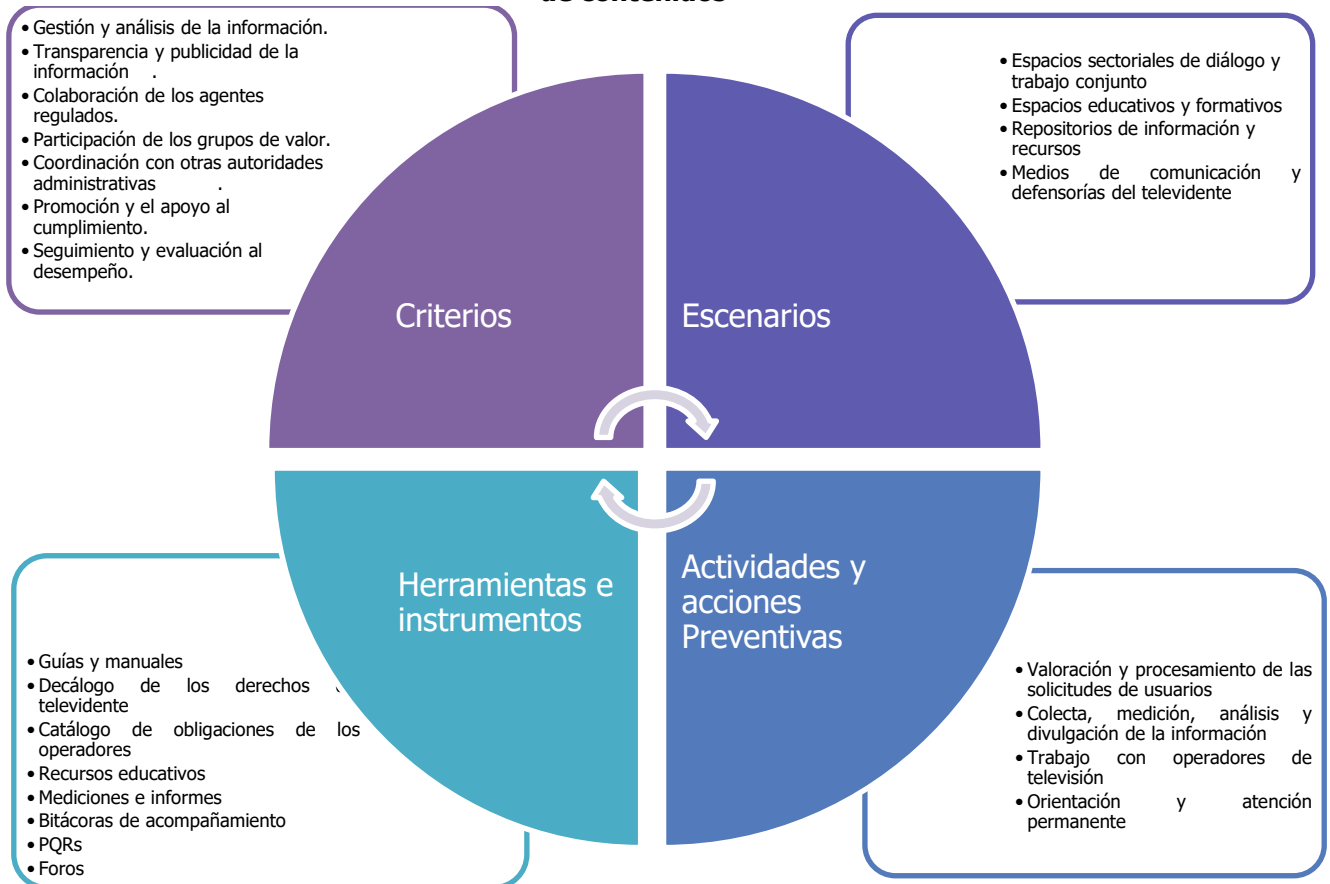 • Gestión y análisis de la información.
• Transparencia y publicidad de la
información .
• Colaboración de los agentes
regulados.
• Participación de los grupos de valor.
• Coordinación con otras autoridades
administrativas .
• Promoción y el apoyo al
cumplimiento.
• Seguimiento y evaluación al
desempeño.
• Espacios sectoriales de diálogo y
trabajo conjunto
• Espacios educativos y formativos
• Repositorios de información y
recursos
• Medios de comunicación y
defensorías del televidente
Criterios
Escenarios
Herramientas e
instrumentos
Actividades y
acciones
Preventivas
• Guías y manuales
• Decálogo de los derechos
televidente
• Catálogo de obligaciones de los
operadores
• Recursos educativos
• Mediciones e informes
• Bitácoras de acompañamiento
• PQRs
• Foros
• Valoración y procesamiento de las
solicitudes de usuarios
• Colecta, medición, análisis y
divulgación de la información
• Trabajo con operadores de
televisión
• Orientación y atención
permanente